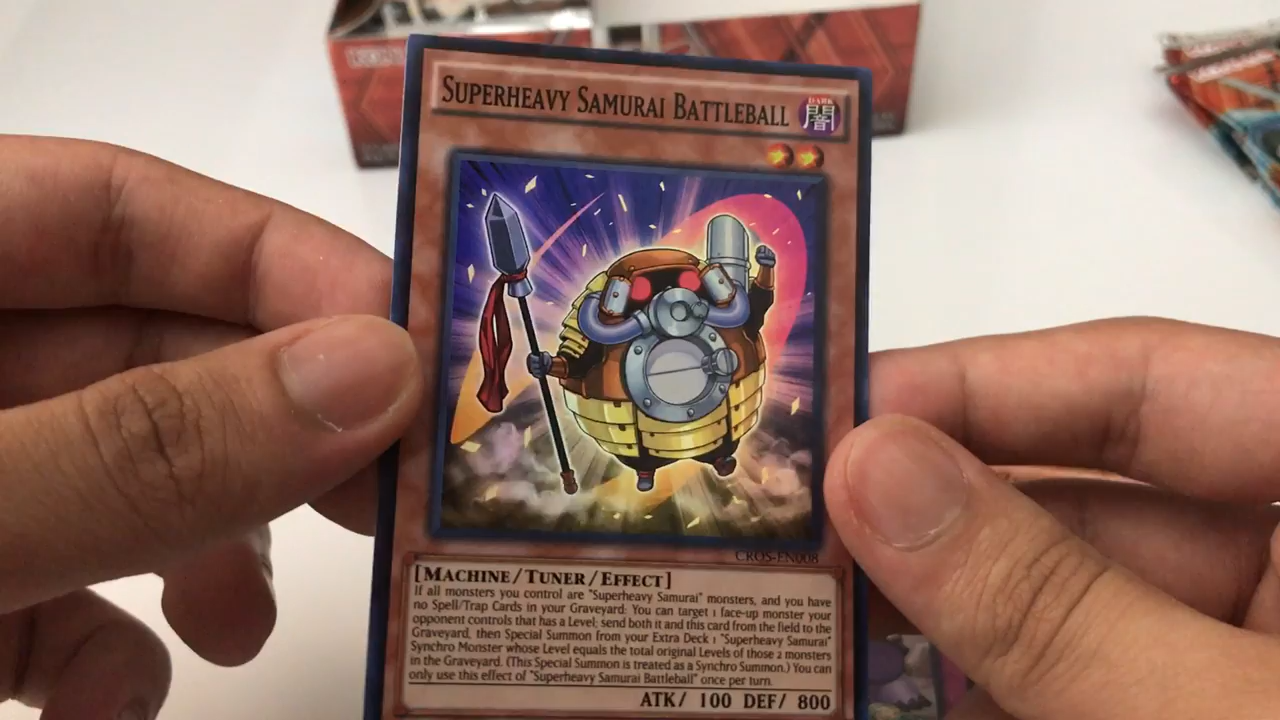 SUPERHEAVY SAMURAI BATTLEBALL
DARK
闇
CROS-EN008
[MACHINE/TUNER/EFFECT]
If all monsters you control are "Superheavy Samurai" monsters, and you have
no Spell/Trap Cards in your Graveyard: You can target 1 face-up monster your
opponent controls that has a Level; send both it and this card from the field to the
Graveyard, then Special Summon from your Extra Deck 1 "Superheavy Samurai"
Synchro Monster whose Level equals the total original Levels of those 2 monsters
in the Graveyard. (This Special Summon is treated as a Synchro Summon.) You can
only use this effect of "Superheavy Samurai Battleball" once per turn.
ATK/ 100 DEF/ 800